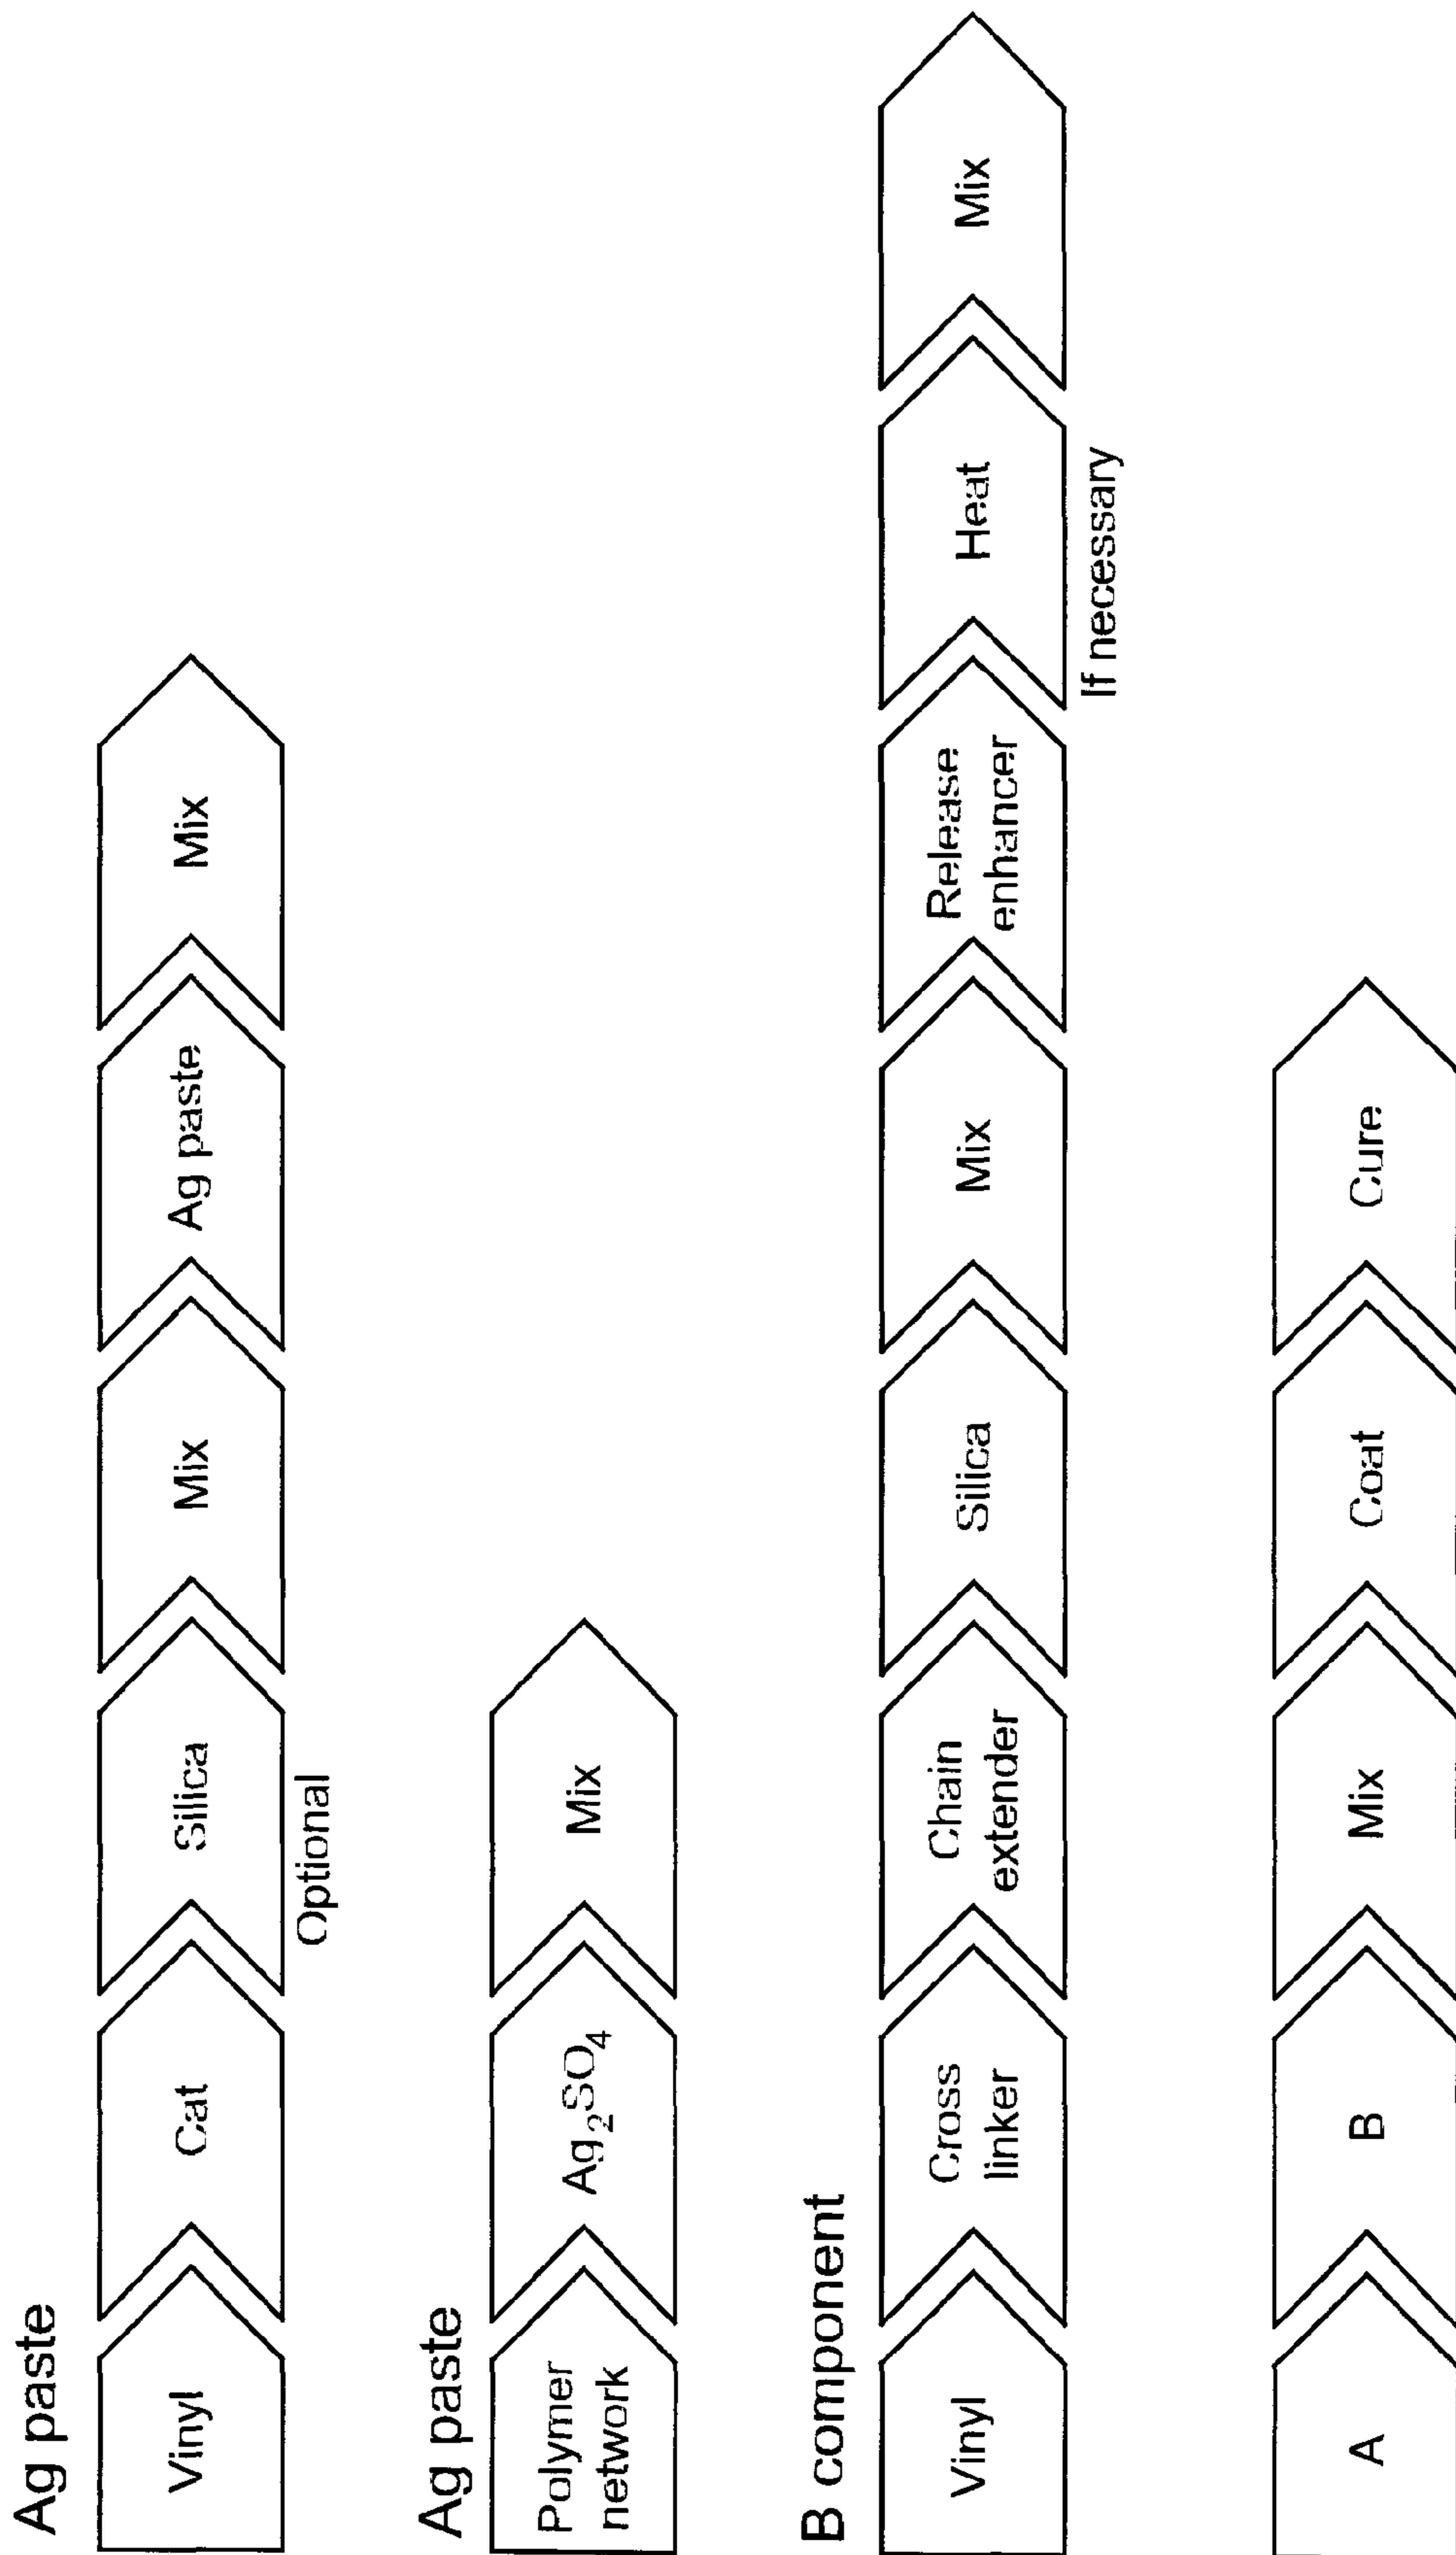 Ag paste
Vinyl
Cat
Silica
Mix
Ag paste
Mix
Optional
Ag paste
Polymer
network
Ag₂SO₄
Mix
B component
Vinyl
Cross
linker
Chain
extender
Silica
Mix
Release
enhancer
Heat
Mix
If necessary
A
B
Mix
Coat
Cure